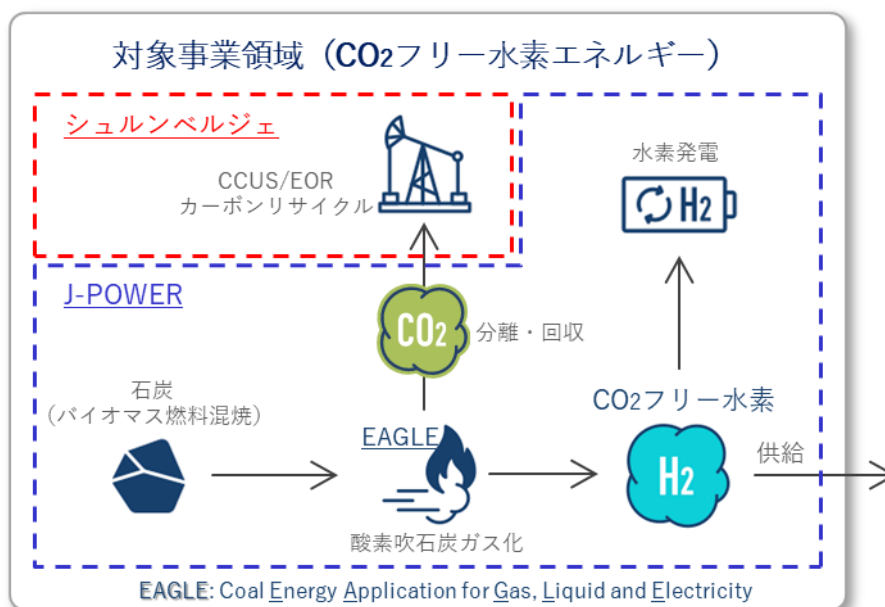 対象事業領域（CO2フリー水素エネルギー）
シュルンベルジェ
CCUS/EOR
カーボンリサイクル
水素発電
H2
J-POWER
CO2
分離・回収
石炭
（バイオマス燃料混焼）
EAGLE
酸素吹石炭ガス化
CO2フリー水素
H2
供給
EAGLE: Coal Energy Application for Gas, Liquid and Electricity